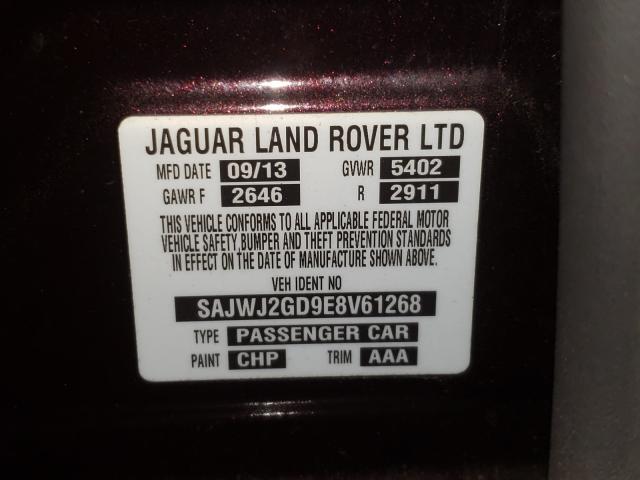 JAGUAR LAND ROVER LTD
MFD DATE 09/13 GVWR 5402
GAWR F 2646 R 2911
THIS VEHICLE CONFORMS TO ALL APPLICABLE FEDERAL MOTOR
VEHICLE SAFETY,BUMPER AND THEFT PREVENTION STANDARDS
IN EFFECT ON THE DATE OF MANUFACTURE SHOWN ABOVE.
VEH IDENT NO
SAJWJ2GD9E8V61268
TYPE PASSENGER CAR
PAINT CHP TRIM AAA